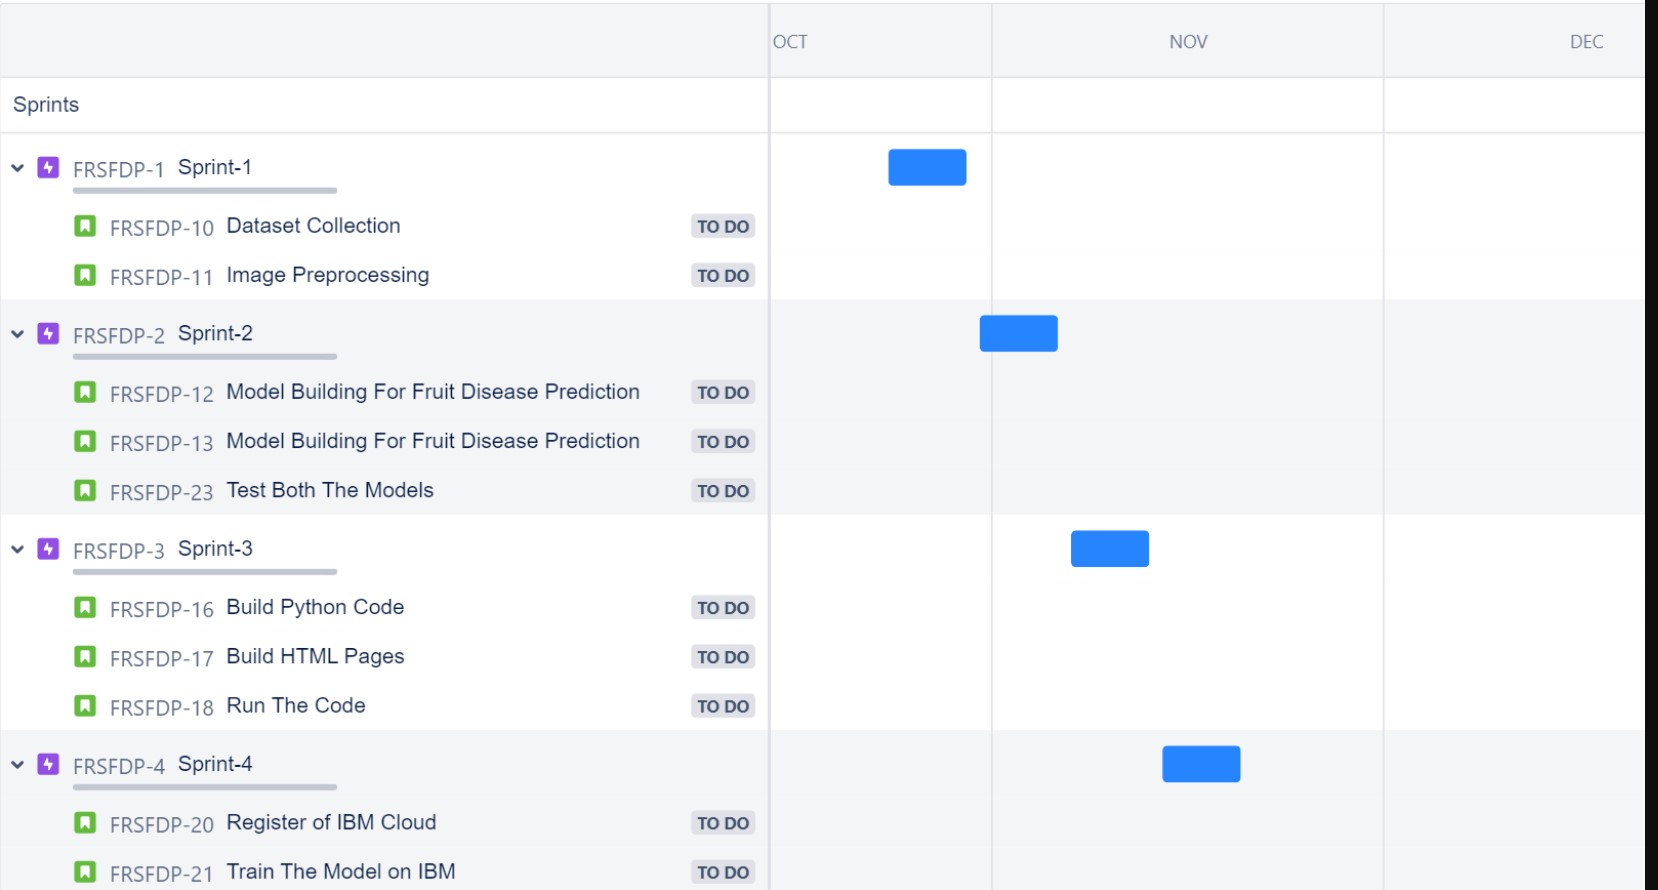 OCT NOV DEC
Sprints
FRSFDP-1 Sprint-1
FRSFDP-10 Dataset Collection TO DO
FRSFDP-11 Image Preprocessing TO DO
FRSFDP-2 Sprint-2
FRSFDP-12 Model Building For Fruit Disease Prediction TO DO
FRSFDP-13 Model Building For Fruit Disease Prediction TO DO
FRSFDP-23 Test Both The Models TO DO
FRSFDP-3 Sprint-3
FRSFDP-16 Build Python Code TO DO
FRSFDP-17 Build HTML Pages TO DO
FRSFDP-18 Run The Code TO DO
FRSFDP-4 Sprint-4
FRSFDP-20 Register of IBM Cloud TO DO
FRSFDP-21 Train The Model on IBM TO DO